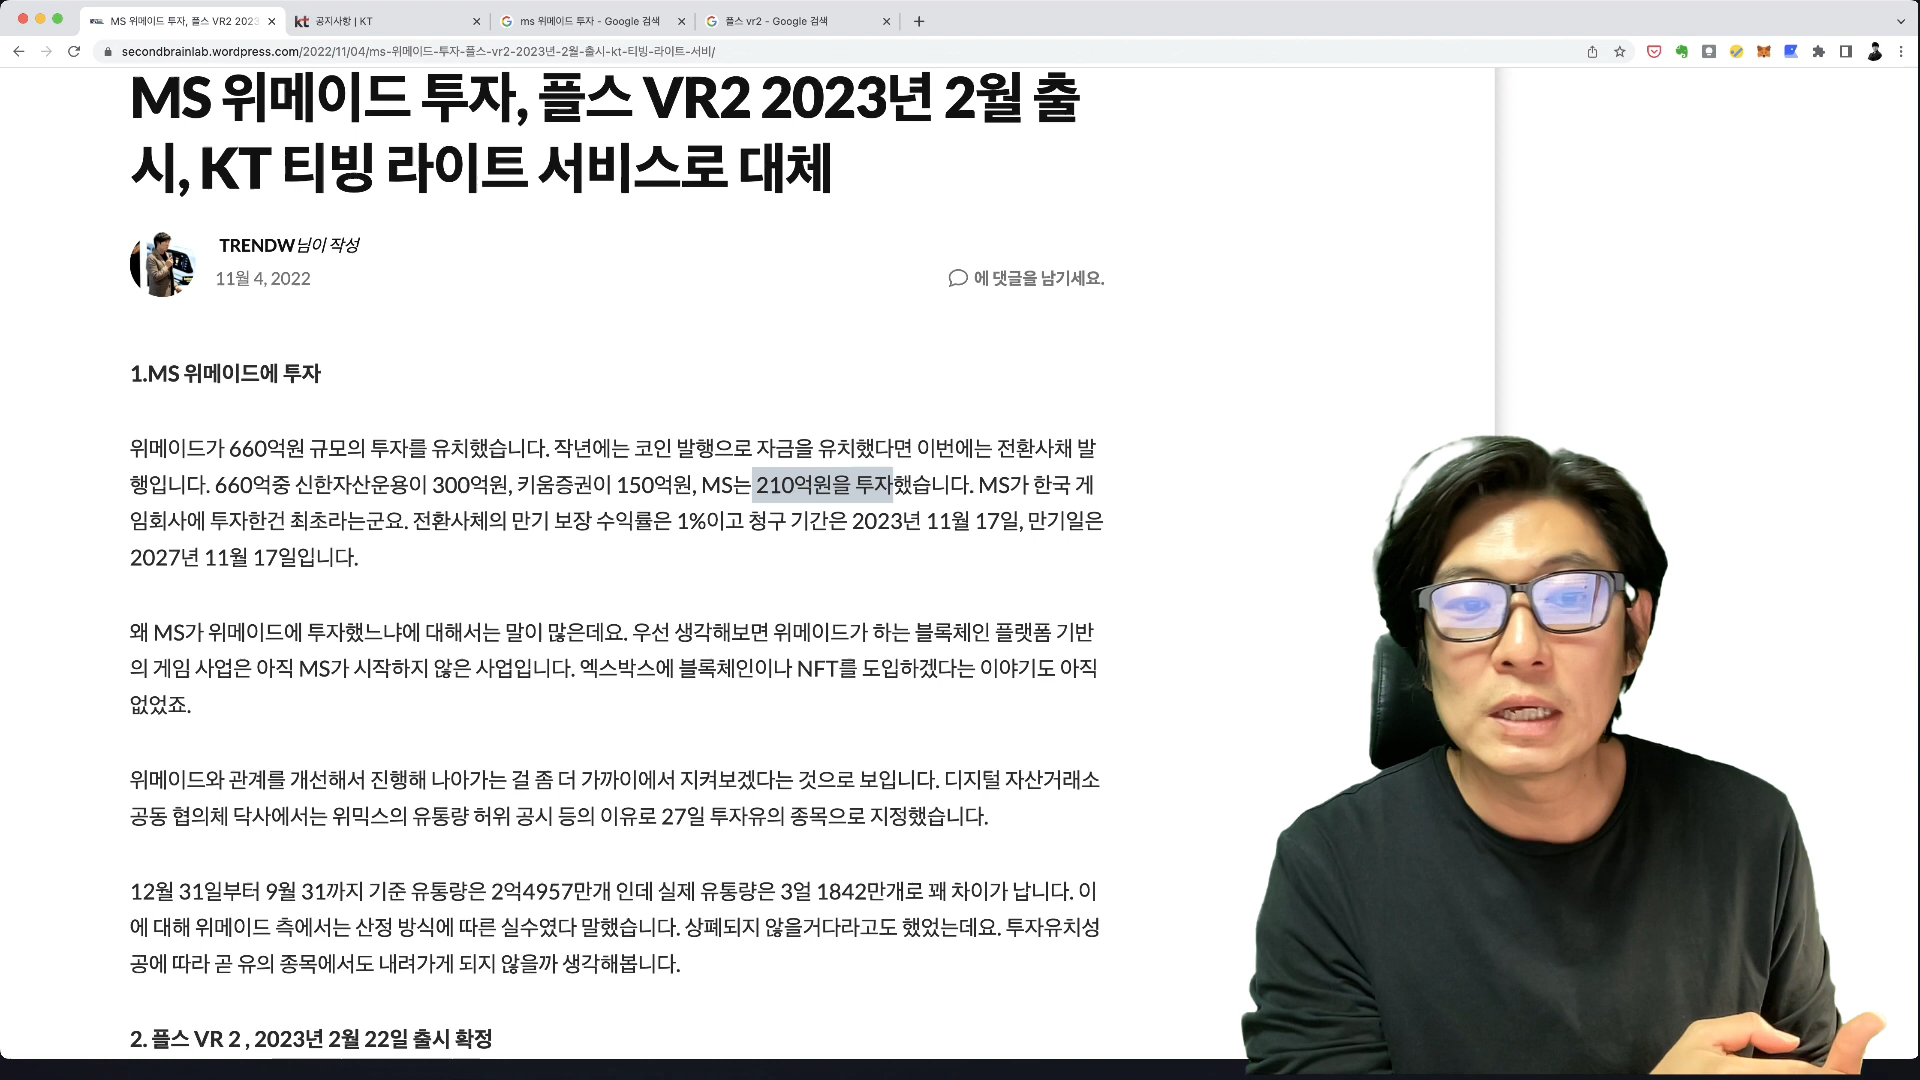 MS 위메이드 투자, 플스 VR2 2023
공지사항 | KT
ms 위메이드 투자 - Google 검색
플스 vr2 - Google 검색
secondbrainlab.wordpress.com/2022/11/04/ms-위메이드-투자-플스-vr2-2023년-2월-출시-kt-티빙-라이트-서비/
MS 위메이드 투자, 플스 VR2 2023년 2월 출
시, KT 티빙 라이트 서비스로 대체
TRENDW님이 작성
11월 4, 2022
에 댓글을 남기세요.
1.MS 위메이드에 투자
위메이드가 660억원 규모의 투자를 유치했습니다. 작년에는 코인 발행으로 자금을 유치했다면 이번에는 전환사채 발
행입니다. 660억중 신한자산운용이 300억원, 키움증권이 150억원, MS는 210억원을 투자했습니다. MS가 한국 게
임회사에 투자한건 최초라는군요. 전환사체의 만기 보장 수익률은 1%이고 청구 기간은 2023년 11월 17일, 만기일은
2027년 11월 17일입니다.
왜 MS가 위메이드에 투자했느냐에 대해서는 말이 많은데요. 우선 생각해보면 위메이드가 하는 블록체인 플랫폼 기반
의 게임 사업은 아직 MS가 시작하지 않은 사업입니다. 엑스박스에 블록체인이나 NFT를 도입하겠다는 이야기도 아직
없었죠.
위메이드와 관계를 개선해서 진행해 나아가는 걸 좀 더 가까이에서 지켜보겠다는 것으로 보입니다. 디지털 자산거래소
공동 협의체 닥사에서는 위믹스의 유통량 허위 공시 등의 이유로 27일 투자유의 종목으로 지정했습니다.
12월 31일부터 9월 31까지 기준 유통량은 2억4957만개 인데 실제 유통량은 3얼 1842만개로 꽤 차이가 납니다. 이
에 대해 위메이드 측에서는 산정 방식에 따른 실수였다 말했습니다. 상폐되지 않을거다라고도 했었는데요. 투자유치성
공에 따라 곧 유의 종목에서도 내려가게 되지 않을까 생각해봅니다.
2. 플스 VR 2 , 2023년 2월 22일 출시 확정